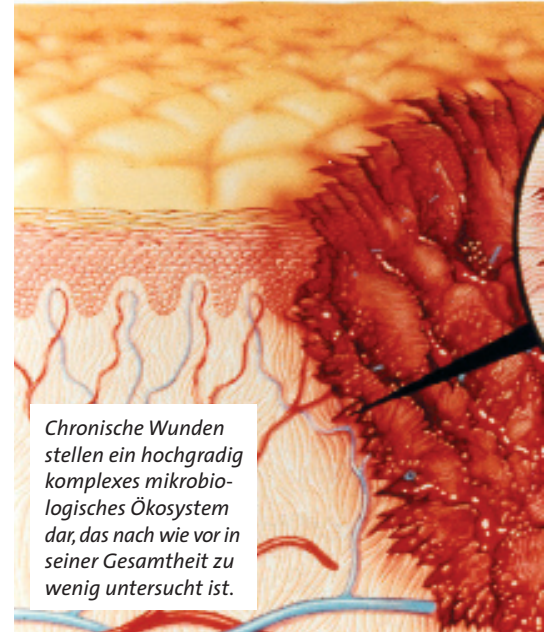 Chronische Wunden
stellen ein hochgradig
komplexes mikrobio-
logisches Ökosystem
dar, das nach wie vor in
seiner Gesamtheit zu
wenig untersucht ist.